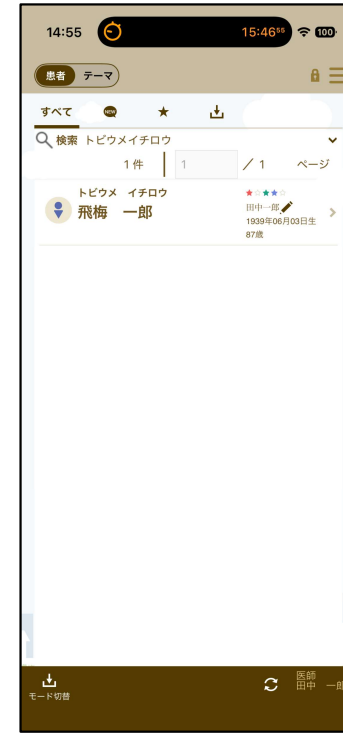 14:55 15:46⁵⁵ 100
患者 テーマ
すべて NEW
検索 トビウメイチロウ
1 件 1 / 1 ページ
トビウメ イチロウ
飛梅 一郎
田中一郎
1939年06月03日生
87歳
モード切替
医師
田中 一郎